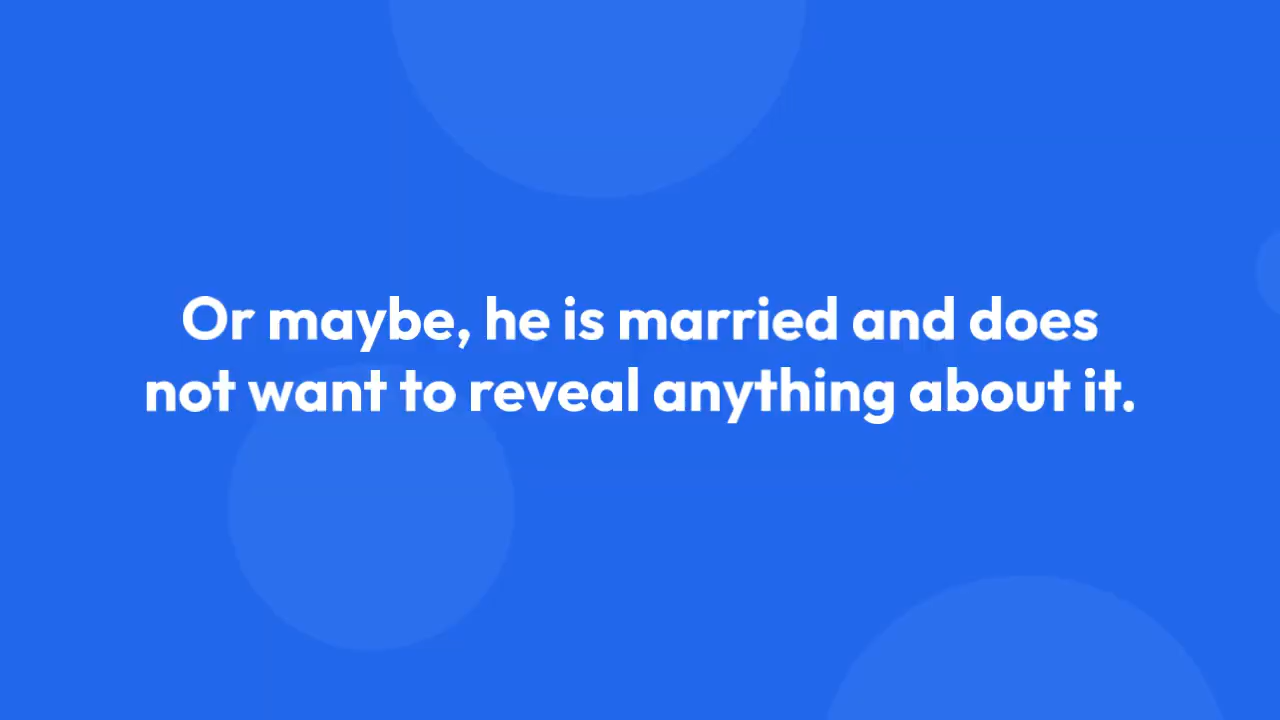 Or maybe, he is married and does
not want to reveal anything about it.